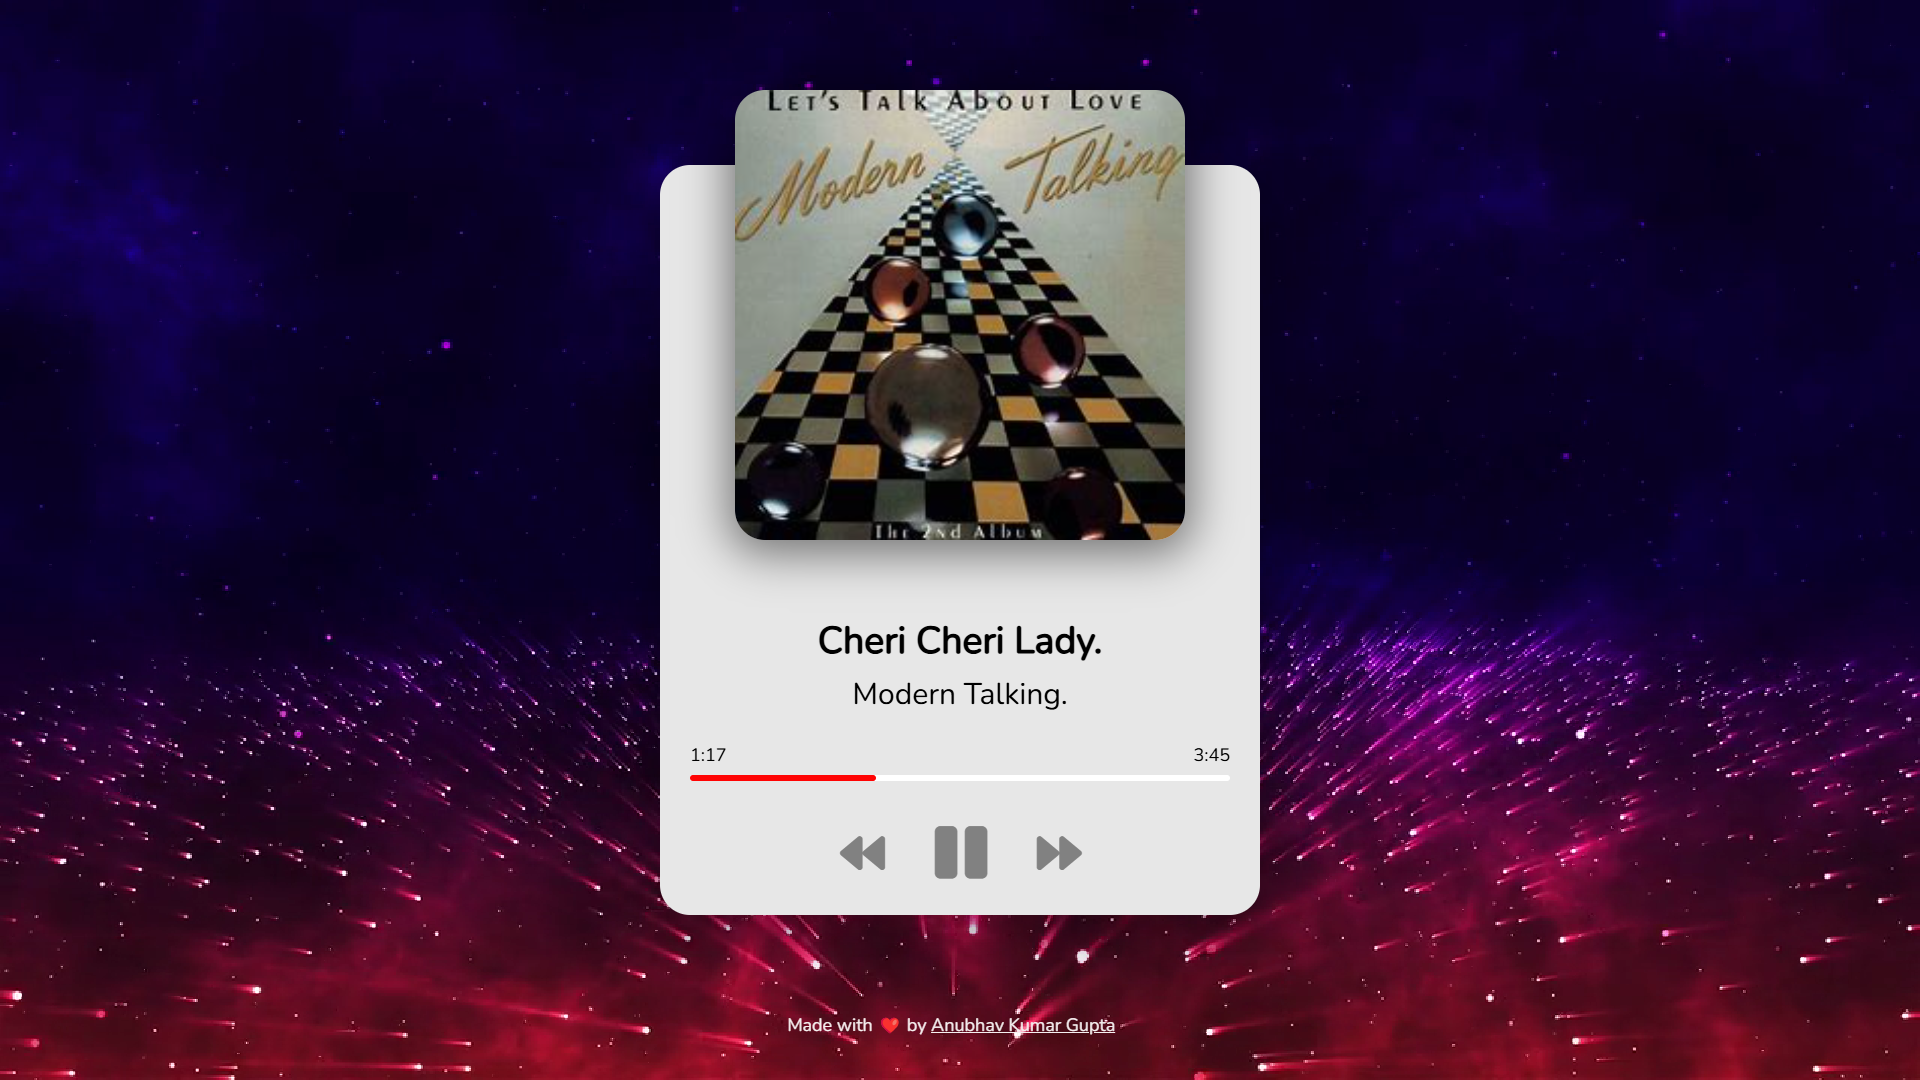 LET'S TALK ABOUT LOVE
Modern Talking
The 2nd Album
Cheri Cheri Lady.
Modern Talking.
1:17 3:45
Made with ❤️ by Anubhav Kumar Gupta